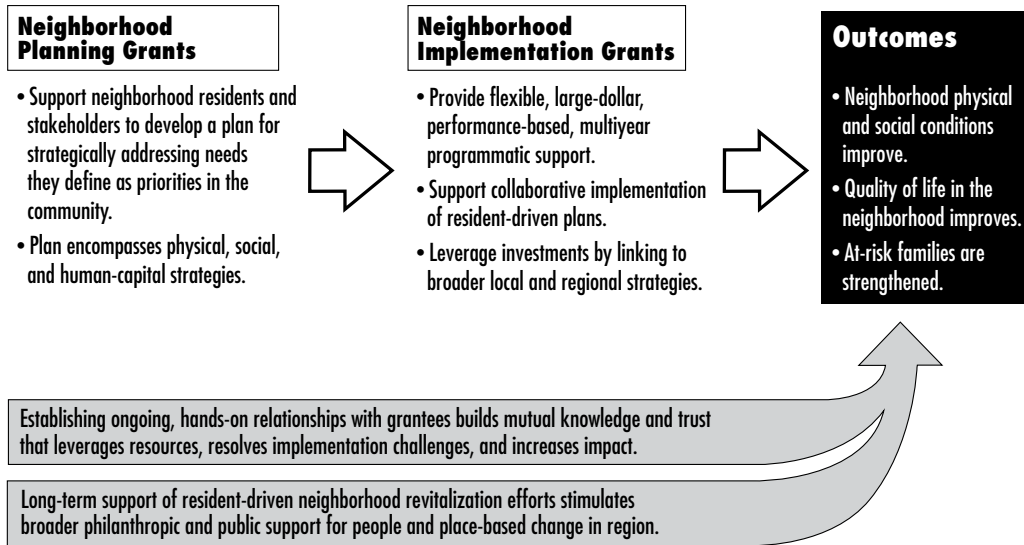 Neighborhood
Planning Grants
• Support neighborhood residents and
stakeholders to develop a plan for
strategically addressing needs
they define as priorities in the
community.
• Plan encompasses physical, social,
and human-capital strategies.
Neighborhood
Implementation Grants
• Provide flexible, large-dollar,
performance-based, multiyear
programmatic support.
• Support collaborative implementation
of resident-driven plans.
• Leverage investments by linking to
broader local and regional strategies.
Outcomes
• Neighborhood physical
and social conditions
improve.
• Quality of life in the
neighborhood improves.
• At-risk families are
strengthened.
Establishing ongoing, hands-on relationships with grantees builds mutual knowledge and trust
that leverages resources, resolves implementation challenges, and increases impact.
Long-term support of resident-driven neighborhood revitalization efforts stimulates
broader philanthropic and public support for people and place-based change in region.